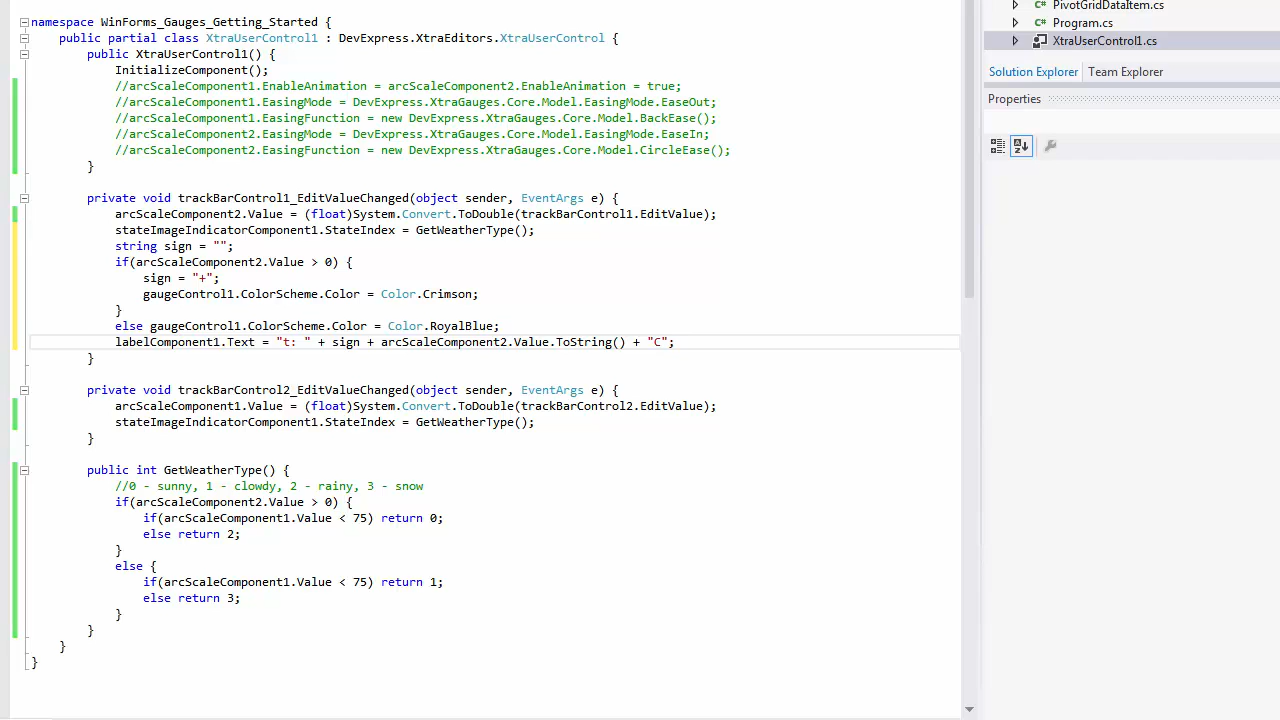 namespace WinForms_Gauges_Getting_Started {
public partial class XtraUserControl1 : DevExpress.XtraEditors.XtraUserControl {
public XtraUserControl1() {
InitializeComponent();
//arcScaleComponent1.EnableAnimation = arcScaleComponent2.EnableAnimation = true;
//arcScaleComponent1.EasingMode = DevExpress.XtraGauges.Core.Model.EasingMode.EaseOut;
//arcScaleComponent1.EasingFunction = new DevExpress.XtraGauges.Core.Model.BackEase();
//arcScaleComponent2.EasingMode = DevExpress.XtraGauges.Core.Model.EasingMode.EaseIn;
//arcScaleComponent2.EasingFunction = new DevExpress.XtraGauges.Core.Model.CircleEase();
}
private void trackBarControl1_EditValueChanged(object sender, EventArgs e) {
arcScaleComponent2.Value = (float)System.Convert.ToDouble(trackBarControl1.EditValue);
stateImageIndicatorComponent1.StateIndex = GetWeatherType();
string sign = "";
if(arcScaleComponent2.Value > 0) {
sign = "+";
gaugeControl1.ColorScheme.Color = Color.Crimson;
}
else gaugeControl1.ColorScheme.Color = Color.RoyalBlue;
labelComponent1.Text = "t: " + sign + arcScaleComponent2.Value.ToString() + "C";
}
private void trackBarControl2_EditValueChanged(object sender, EventArgs e) {
arcScaleComponent1.Value = (float)System.Convert.ToDouble(trackBarControl2.EditValue);
stateImageIndicatorComponent1.StateIndex = GetWeatherType();
}
public int GetWeatherType() {
//0 - sunny, 1 - clowdy, 2 - rainy, 3 - snow
if(arcScaleComponent2.Value > 0) {
if(arcScaleComponent1.Value < 75) return 0;
else return 2;
}
else {
if(arcScaleComponent1.Value < 75) return 1;
else return 3;
}
}
}
}
PivotGridDataItem.cs
C# Program.cs
XtraUserControl1.cs
Solution Explorer Team Explorer
Properties